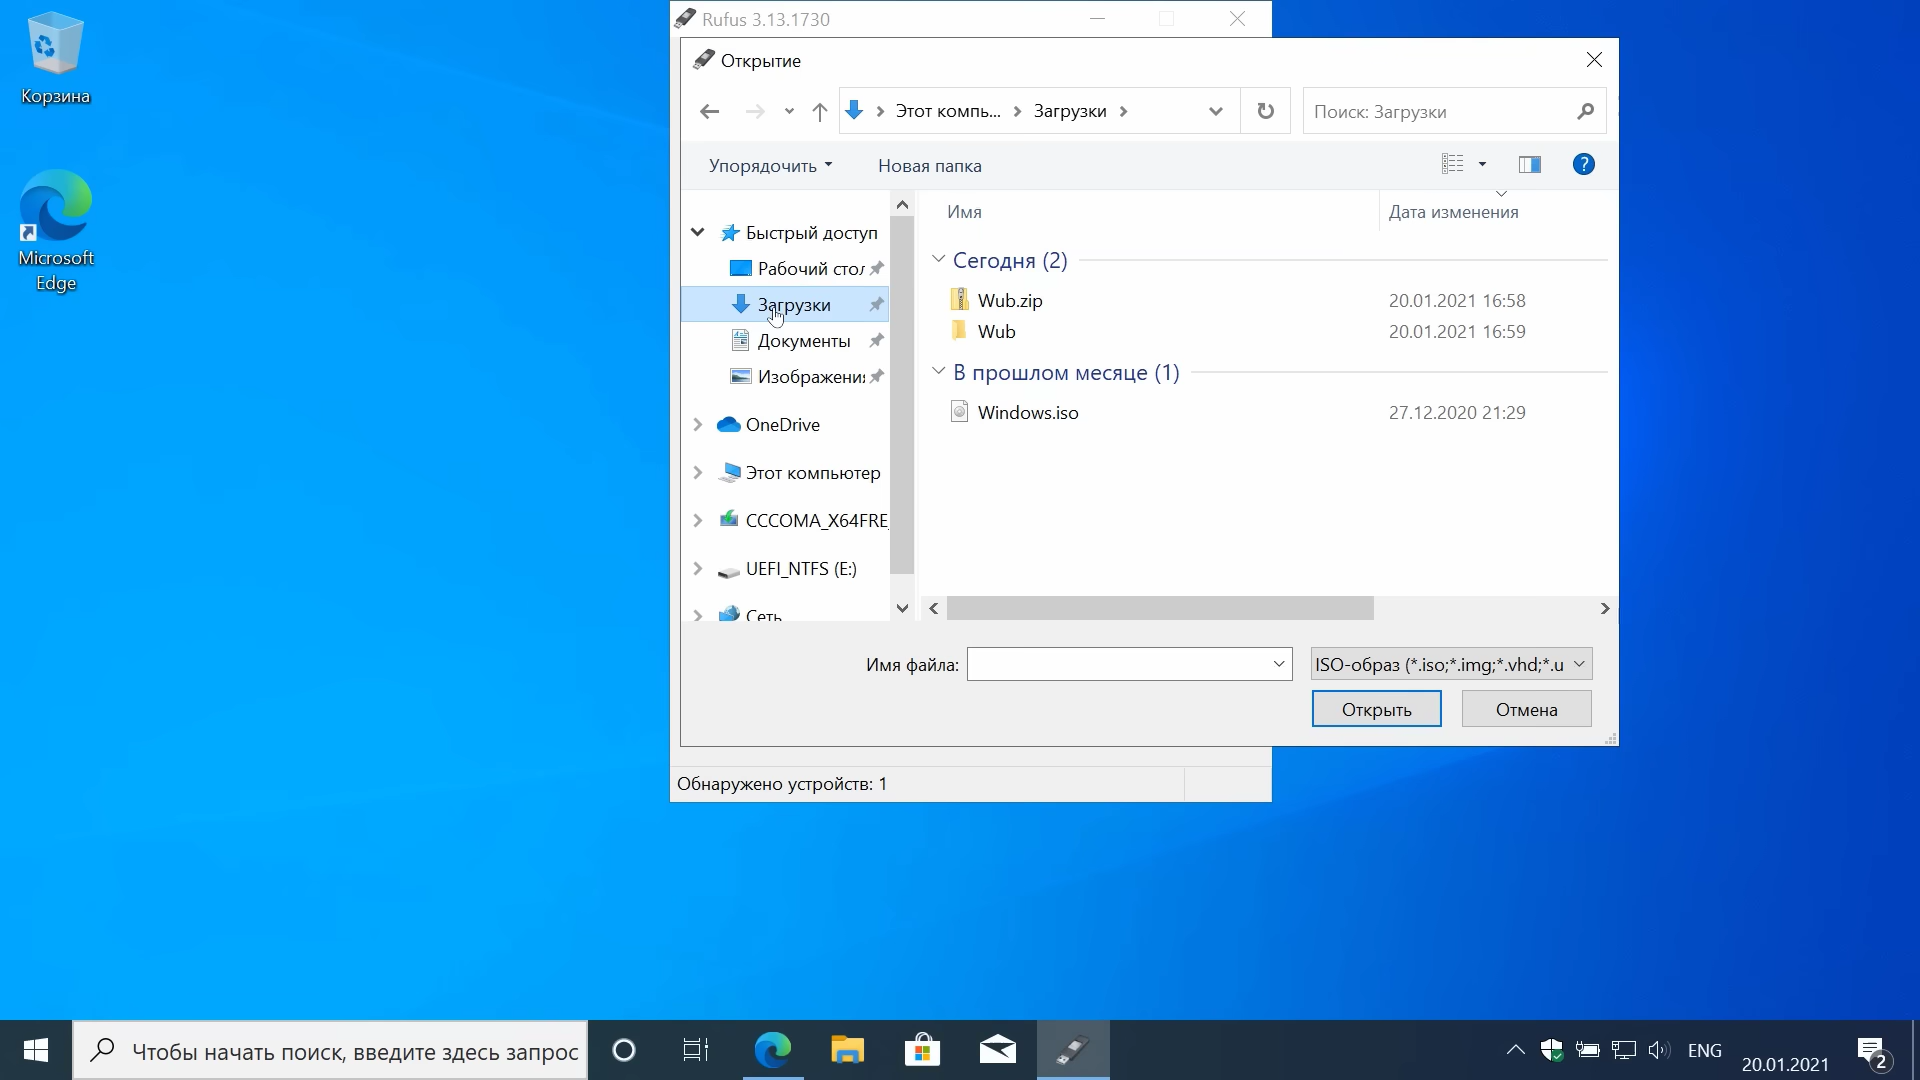 Корзина
Microsoft
Edge
Rufus 3.13.1730
Открытие
Этот компь...
Загрузки
Поиск: Загрузки
Упорядочить
Новая папка
Имя
Дата изменения
Быстрый доступ
Рабочий стол
Загрузки
Документы
Изображения
OneDrive
Этот компьютер
CCCOMA_X64FRE_
UEFI_NTFS (E:)
Сеть
Сегодня (2)
Wub.zip
20.01.2021 16:58
Wub
20.01.2021 16:59
В прошлом месяце (1)
Windows.iso
27.12.2020 21:29
Имя файла:
ISO-образ (*.iso;*.img;*.vhd;*.u
Открыть
Отмена
Обнаружено устройств: 1
Чтобы начать поиск, введите здесь запрос
ENG
20.01.2021
2